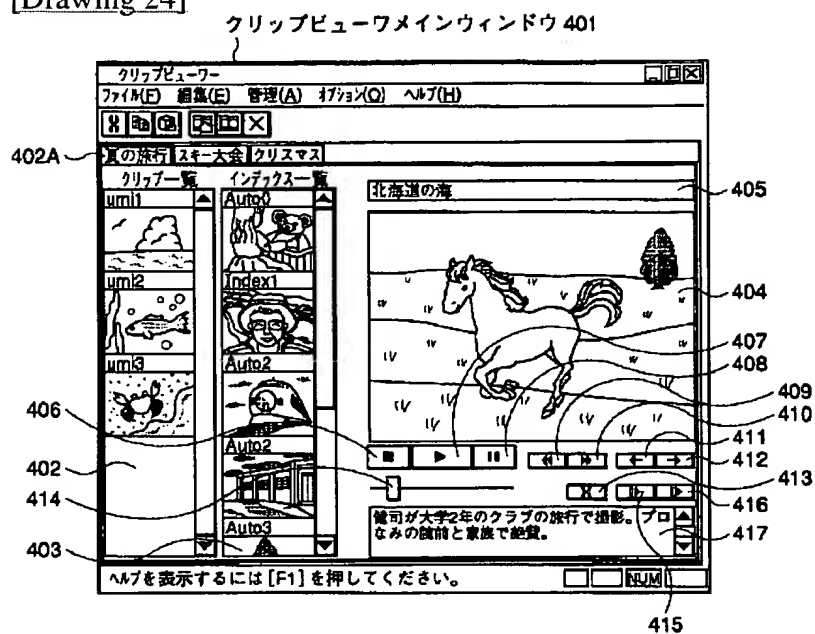 [Drawing 24]
クリップビューワメインウィンドウ 401
クリップビューワー
ファイル(F) 編集(E) 管理(A) オプション(O) ヘルプ(H)
402A
夏の旅行 スキー大会 クリスマス
クリップ一覧 インデックス一覧
umi1
umi2
umi3
Auto0
Index1
Auto2
Auto2
Auto3
北海道の海
405
404
407
408
409
410
411
412
413
416
417
415
406
402
414
403
健司が大学2年のクラブの旅行で撮影。プロ
なみの腕前と家族で絶賛。
ヘルプを表示するには[F1]を押してください。
NUM